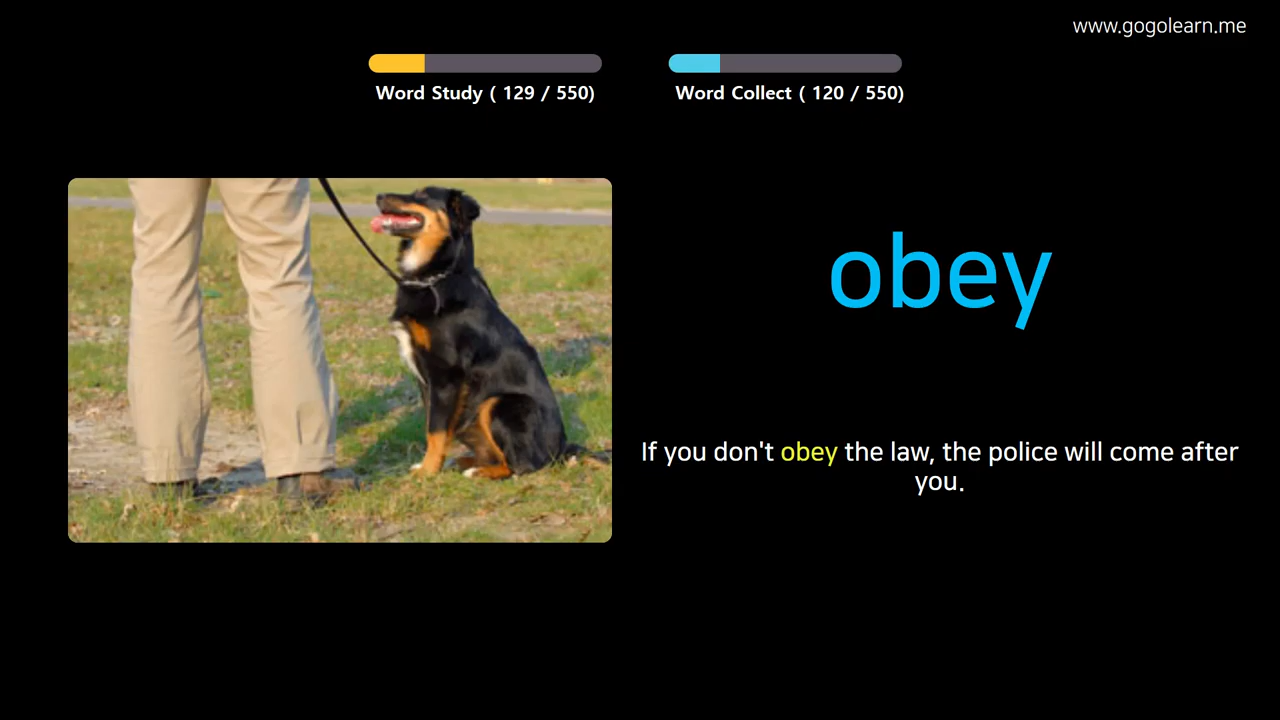 www.gogolearn.me
Word Study ( 129 / 550)
Word Collect ( 120 / 550)
obey
If you don't obey the law, the police will come after
you.